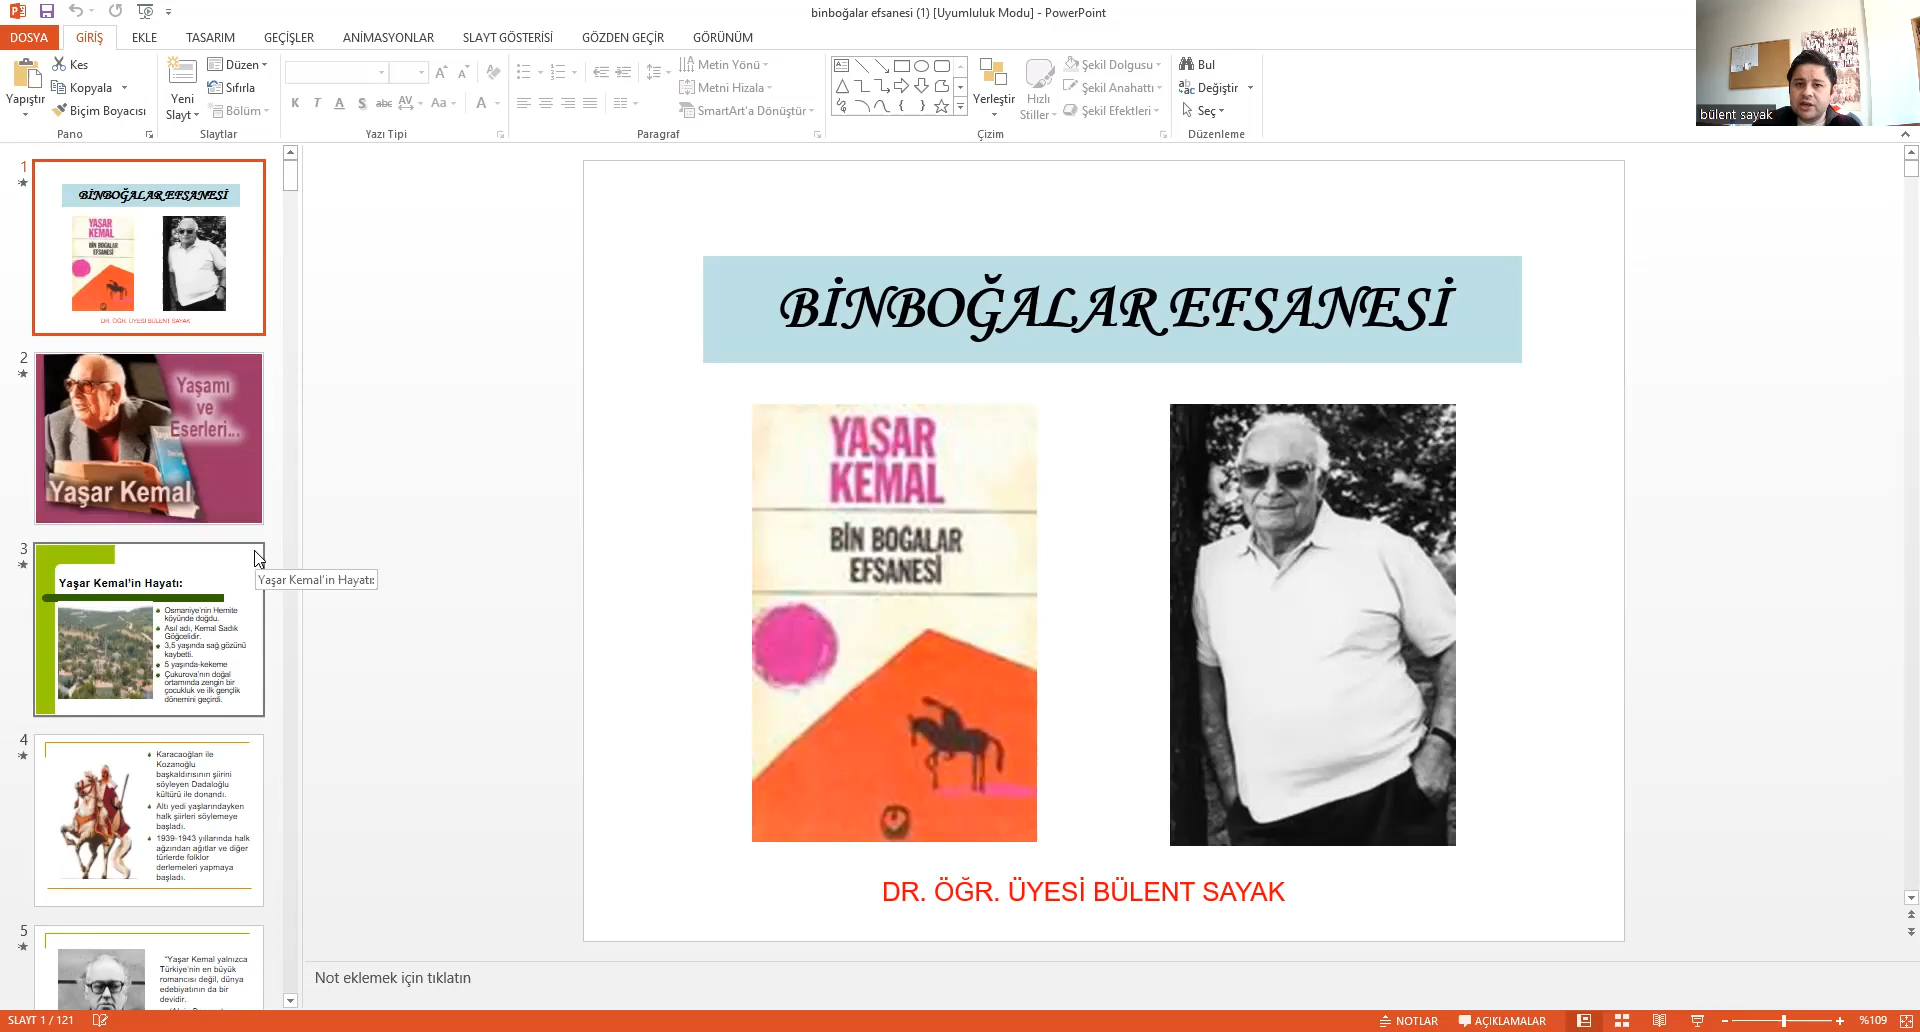 binboğalar efsanesi (1) [Uyumluluk Modu] - PowerPoint
DOSYA GİRİŞ EKLE TASARIM GEÇİŞLER ANİMASYONLAR SLAYT GÖSTERİSİ GÖZDEN GEÇİR GÖRÜNÜM
Yapıştır
Kes
Kopyala
Biçim Boyacısı
Pano
Yeni
Slayt
Düzen
Sıfırla
Bölüm
Slaytlar
K T A S abc AV Aa A
Yazı Tipi
Metin Yönü
Metni Hizala
SmartArt'a Dönüştür
Paragraf
Yerleştir
Hızlı
Stiller
Şekil Dolgusu
Şekil Anahattı
Şekil Efektleri
Çizim
Bul
Değiştir
Seç
Düzenleme
bülent sayak
1
BİNBOĞALAR EFSANESİ
YAŞAR
KEMAL
BİN BOĞALAR
EFSANESİ
DR. ÖĞR. ÜYESİ BÜLENT SAYAK
2
Yaşamı
ve
Eserleri...
Yaşar Kemal
3
Yaşar Kemal'in Hayatı:
Osmaniye'nin Hemite
köyünde doğdu.
Asıl adı, Kemal Sadık
Göğcelidir.
3,5 yaşında sağ gözünü
kaybetti.
5 yaşında-kekeme
Çukurova'nın doğal
ortamında zengin bir
çocukluk ve ilk gençlik
dönemini geçirdi.
Yaşar Kemal'in Hayatı:
4
Karacaoğlan ile
Kozanoğlu
başkaldırısının şiirini
söyleyen Dadaloğlu
kültürü ile donandı.
Altı yedi yaşlarındayken
halk şiirleri söylemeye
başladı.
1939-1943 yıllarında halk
ağzından ağıtlar ve diğer
türlerde folklor
derlemeleri yapmaya
başladı.
5
"Yaşar Kemal yalnızca
Türkiye'nin en büyük
romancısı değil, dünya
edebiyatının da bir
devidir.
BİNBOĞALAR EFSANESİ
YAŞAR
KEMAL
BİN BOĞALAR
EFSANESİ
DR. ÖĞR. ÜYESİ BÜLENT SAYAK
Not eklemek için tıklatın
SLAYT 1 / 121
NOTLAR
AÇIKLAMALAR
%109